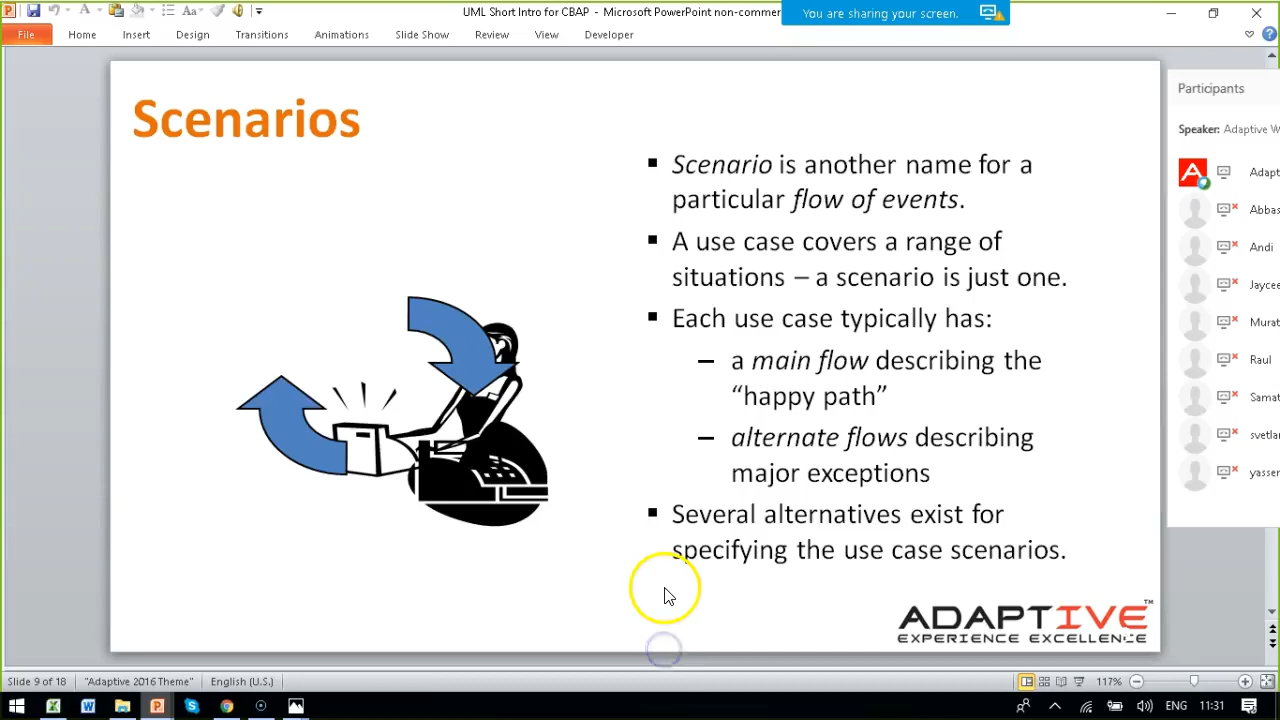 UML Short Intro for CBAP - Microsoft PowerPoint non-commer
You are sharing your screen.
File Home Insert Design Transitions Animations Slide Show Review View Developer
Scenarios
▪ Scenario is another name for a
particular flow of events.
▪ A use case covers a range of
situations – a scenario is just one.
▪ Each use case typically has:
– a main flow describing the
“happy path”
– alternate flows describing
major exceptions
▪ Several alternatives exist for
specifying the use case scenarios.
ADAPTIVE™
EXPERIENCE EXCELLENCE
Participants
Speaker: Adaptive W
A
Adapt
Abbas
Andi
Jaycee
Murat
Raul
Samat
svetlan
yasser
Slide 9 of 18 "Adaptive 2016 Theme" English (U.S.) 117%
ENG 11:31